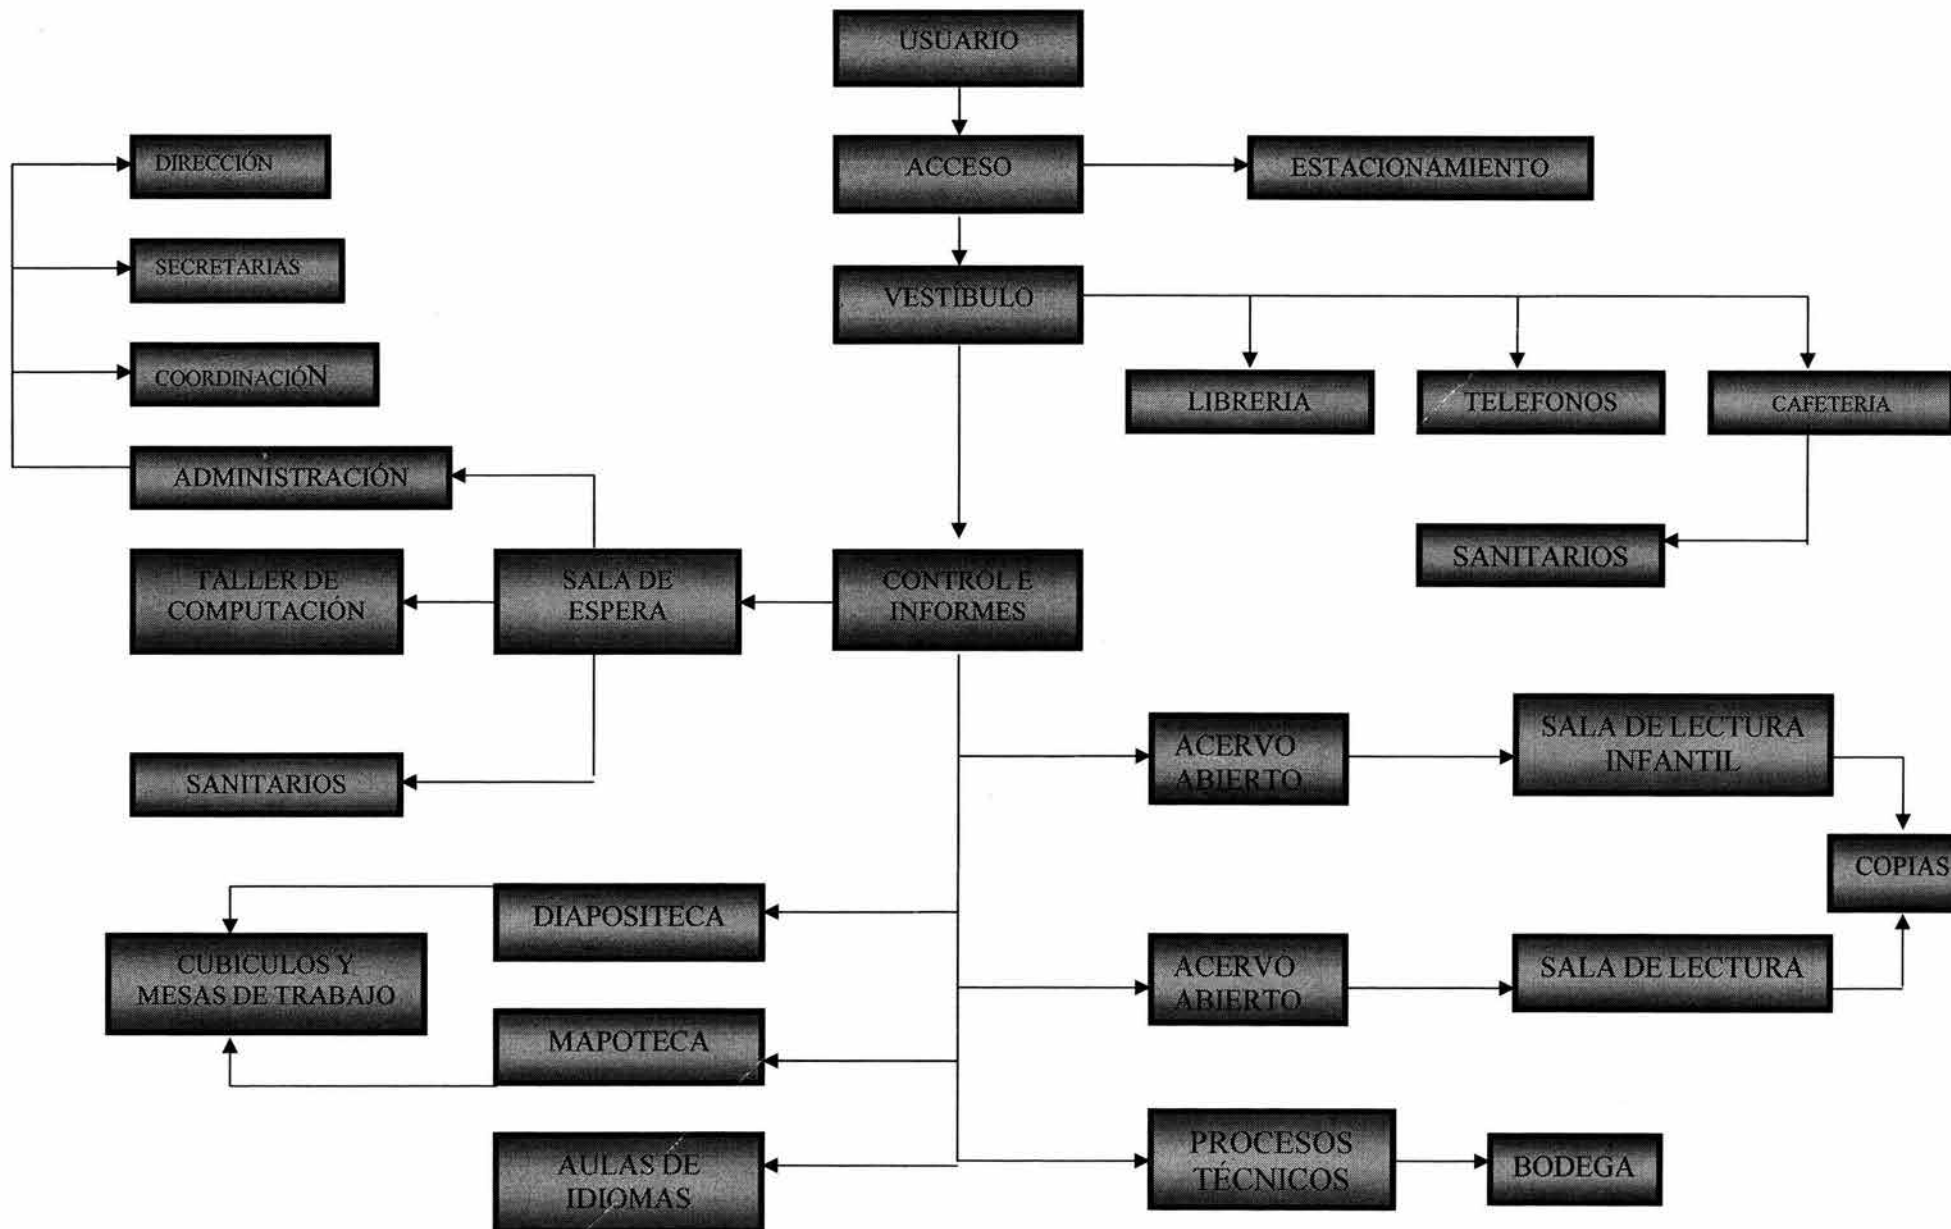 USUARIO
ACCESO
ESTACIONAMIENTO
DIRECCIÓN
SECRETARIAS
VESTÍBULO
COORDINACIÓN
LIBRERIA
TELEFONOS
CAFETERIA
ADMINISTRACIÓN
TALLER DE
COMPUTACIÓN
SALA DE
ESPERA
CONTROL E
INFORMES
SANITARIOS
SANITARIOS
ACERVO
ABIERTO
SALA DE LECTURA
INFANTIL
COPIAS
DIAPOSITECA
CUBICULOS Y
MESAS DE TRABAJO
ACERVO
ABIERTO
SALA DE LECTURA
MAPOTECA
AULAS DE
IDIOMAS
PROCESOS
TÉCNICOS
BODEGA